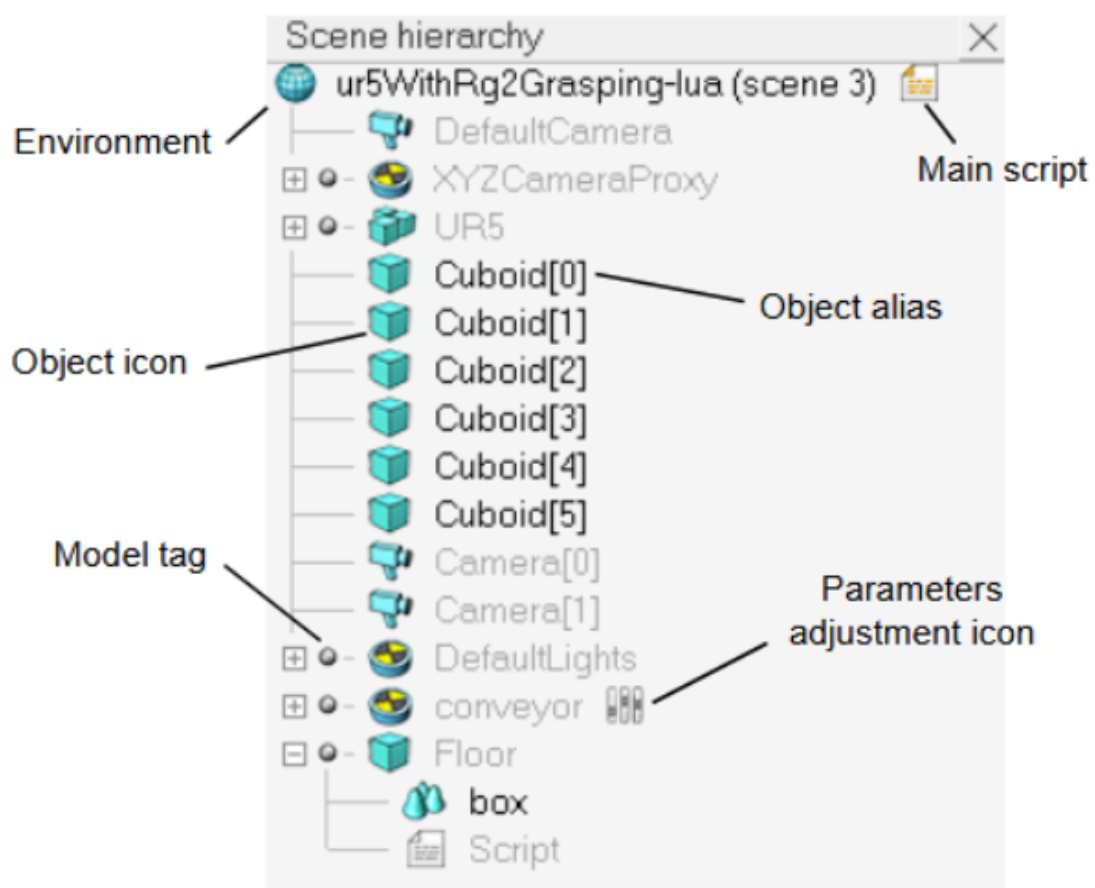 Scene hierarchy
ur5WithRg2Grasping-lua (scene 3)
Environment
DefaultCamera
Main script
XYZCameraProxy
UR5
Cuboid[0]
Object alias
Cuboid[1]
Object icon
Cuboid[2]
Cuboid[3]
Cuboid[4]
Cuboid[5]
Model tag
Camera[0]
Parameters
adjustment icon
Camera[1]
DefaultLights
conveyor
Floor
box
Script